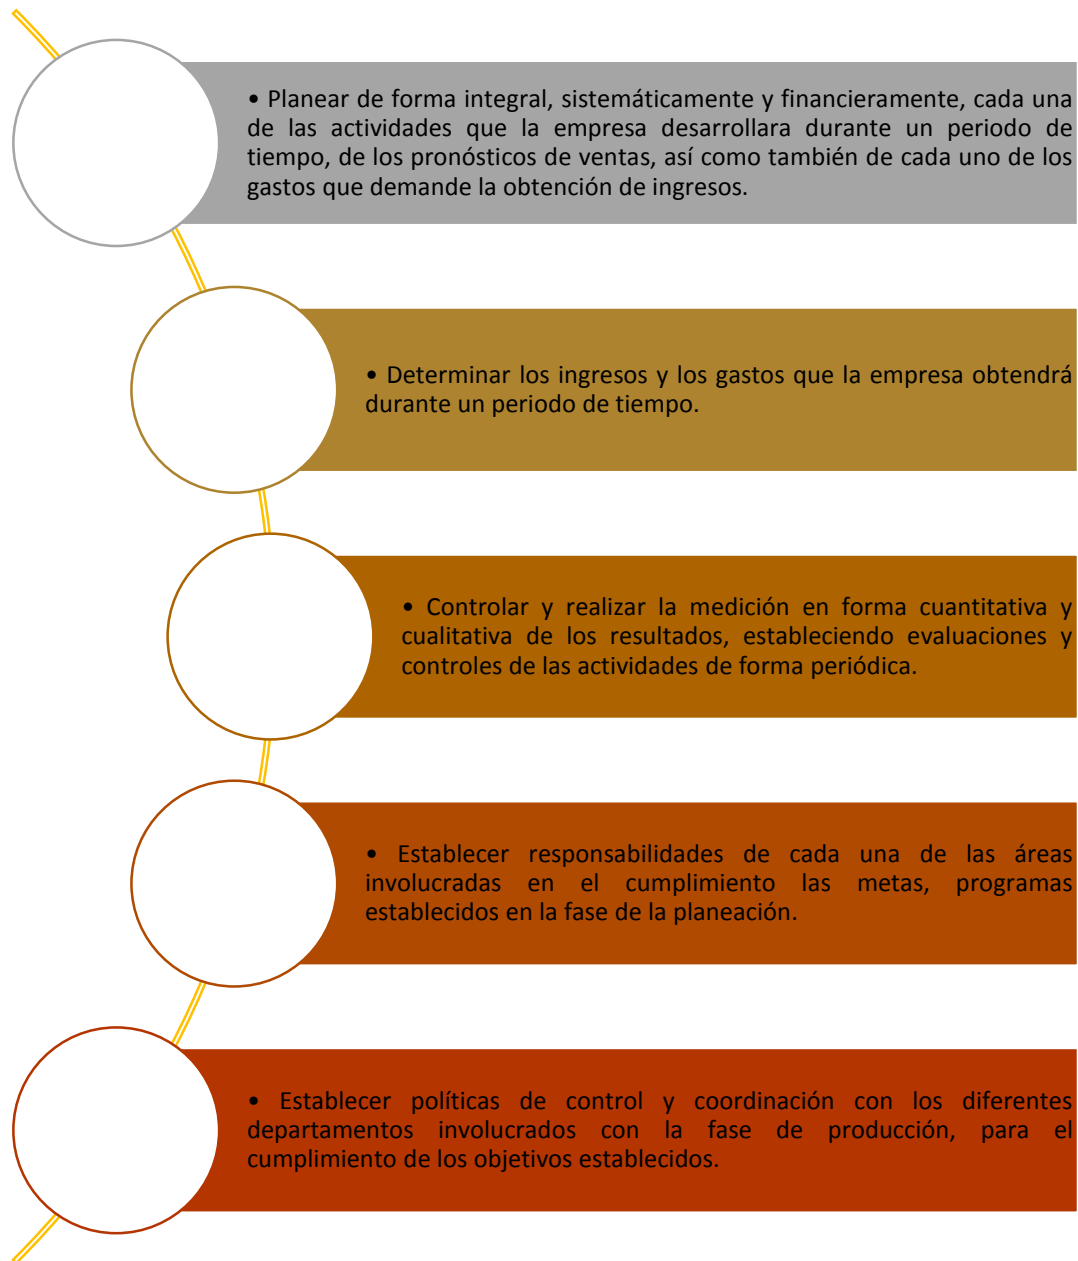 • Planear de forma integral, sistemáticamente y financieramente, cada una
de las actividades que la empresa desarrollara durante un periodo de
tiempo, de los pronósticos de ventas, así como también de cada uno de los
gastos que demande la obtención de ingresos.
• Determinar los ingresos y los gastos que la empresa obtendrá
durante un periodo de tiempo.
• Controlar y realizar la medición en forma cuantitativa y
cualitativa de los resultados, estableciendo evaluaciones y
controles de las actividades de forma periódica.
• Establecer responsabilidades de cada una de las áreas
involucradas en el cumplimiento las metas, programas
establecidos en la fase de la planeación.
• Establecer políticas de control y coordinación con los diferentes
departamentos involucrados con la fase de producción, para el
cumplimiento de los objetivos establecidos.